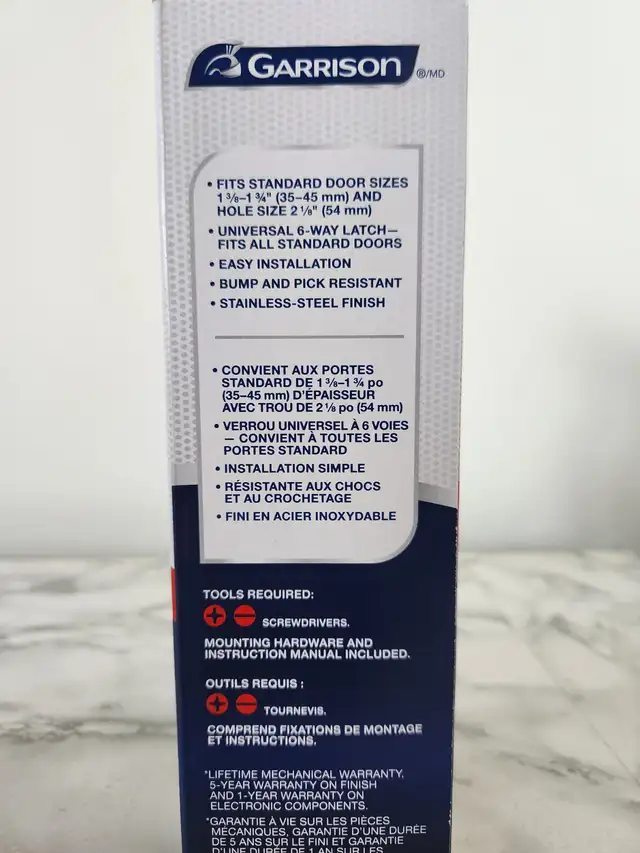 GARRISON ®/MD
• FITS STANDARD DOOR SIZES
1 3/8–1 3/4" (35–45 mm) AND
HOLE SIZE 2 1/8" (54 mm)
• UNIVERSAL 6-WAY LATCH—
FITS ALL STANDARD DOORS
• EASY INSTALLATION
• BUMP AND PICK RESISTANT
• STAINLESS-STEEL FINISH
• CONVIENT AUX PORTES
STANDARD DE 1 3/8–1 3/4 po
(35–45 mm) D'ÉPAISSEUR
AVEC TROU DE 2 1/8 po (54 mm)
• VERROU UNIVERSEL À 6 VOIES
— CONVIENT À TOUTES LES
PORTES STANDARD
• INSTALLATION SIMPLE
• RÉSISTANTE AUX CHOCS
ET AU CROCHETAGE
• FINI EN ACIER INOXYDABLE
TOOLS REQUIRED:
SCREWDRIVERS.
MOUNTING HARDWARE AND
INSTRUCTION MANUAL INCLUDED.
OUTILS REQUIS :
TOURNEVIS.
COMPREND FIXATIONS DE MONTAGE
ET INSTRUCTIONS.
*LIFETIME MECHANICAL WARRANTY,
5-YEAR WARRANTY ON FINISH
AND 1-YEAR WARRANTY ON
ELECTRONIC COMPONENTS.
*GARANTIE À VIE SUR LES PIÈCES
MÉCANIQUES, GARANTIE D'UNE DURÉE
DE 5 ANS SUR LE FINI ET GARANTIE
D'UNE DURÉE DE 1 AN SUR LES